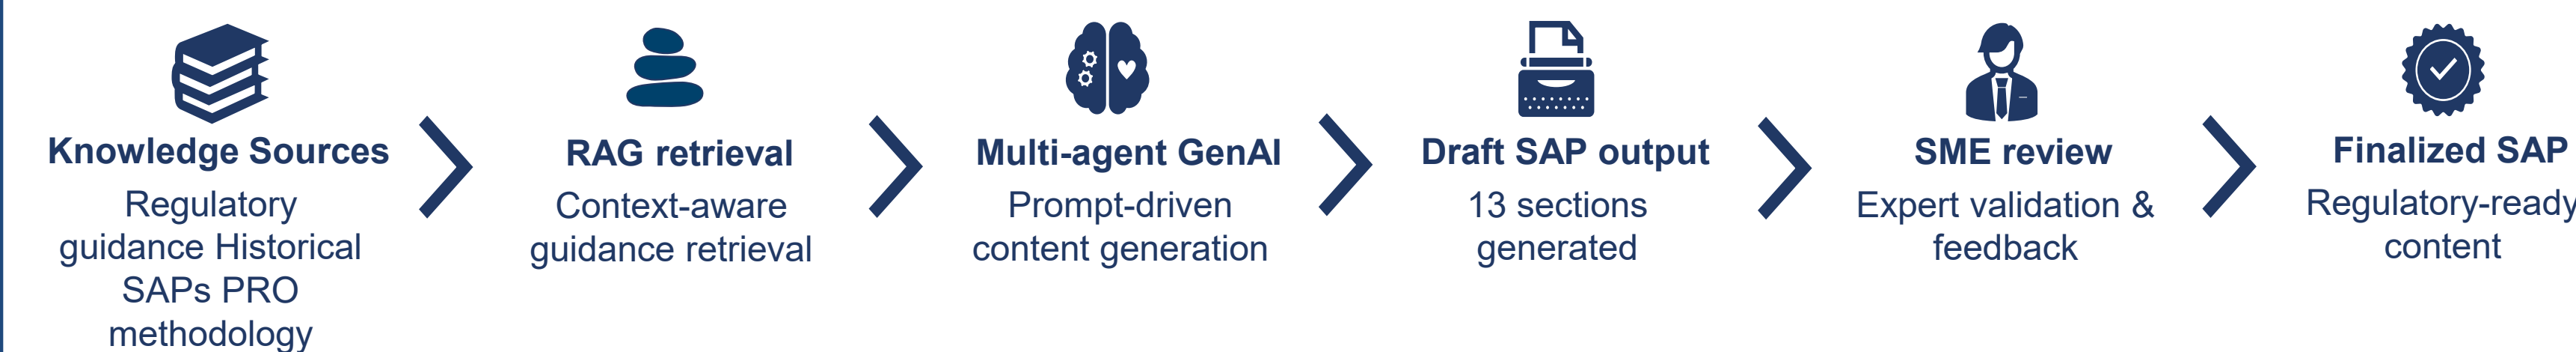 Knowledge Sources
Regulatory
guidance Historical
SAPs PRO
methodology
RAG retrieval
Context-aware
guidance retrieval
Multi-agent GenAI
Prompt-driven
content generation
Draft SAP output
13 sections
generated
SME review
Expert validation &
feedback
Finalized SAP
Regulatory-ready
content